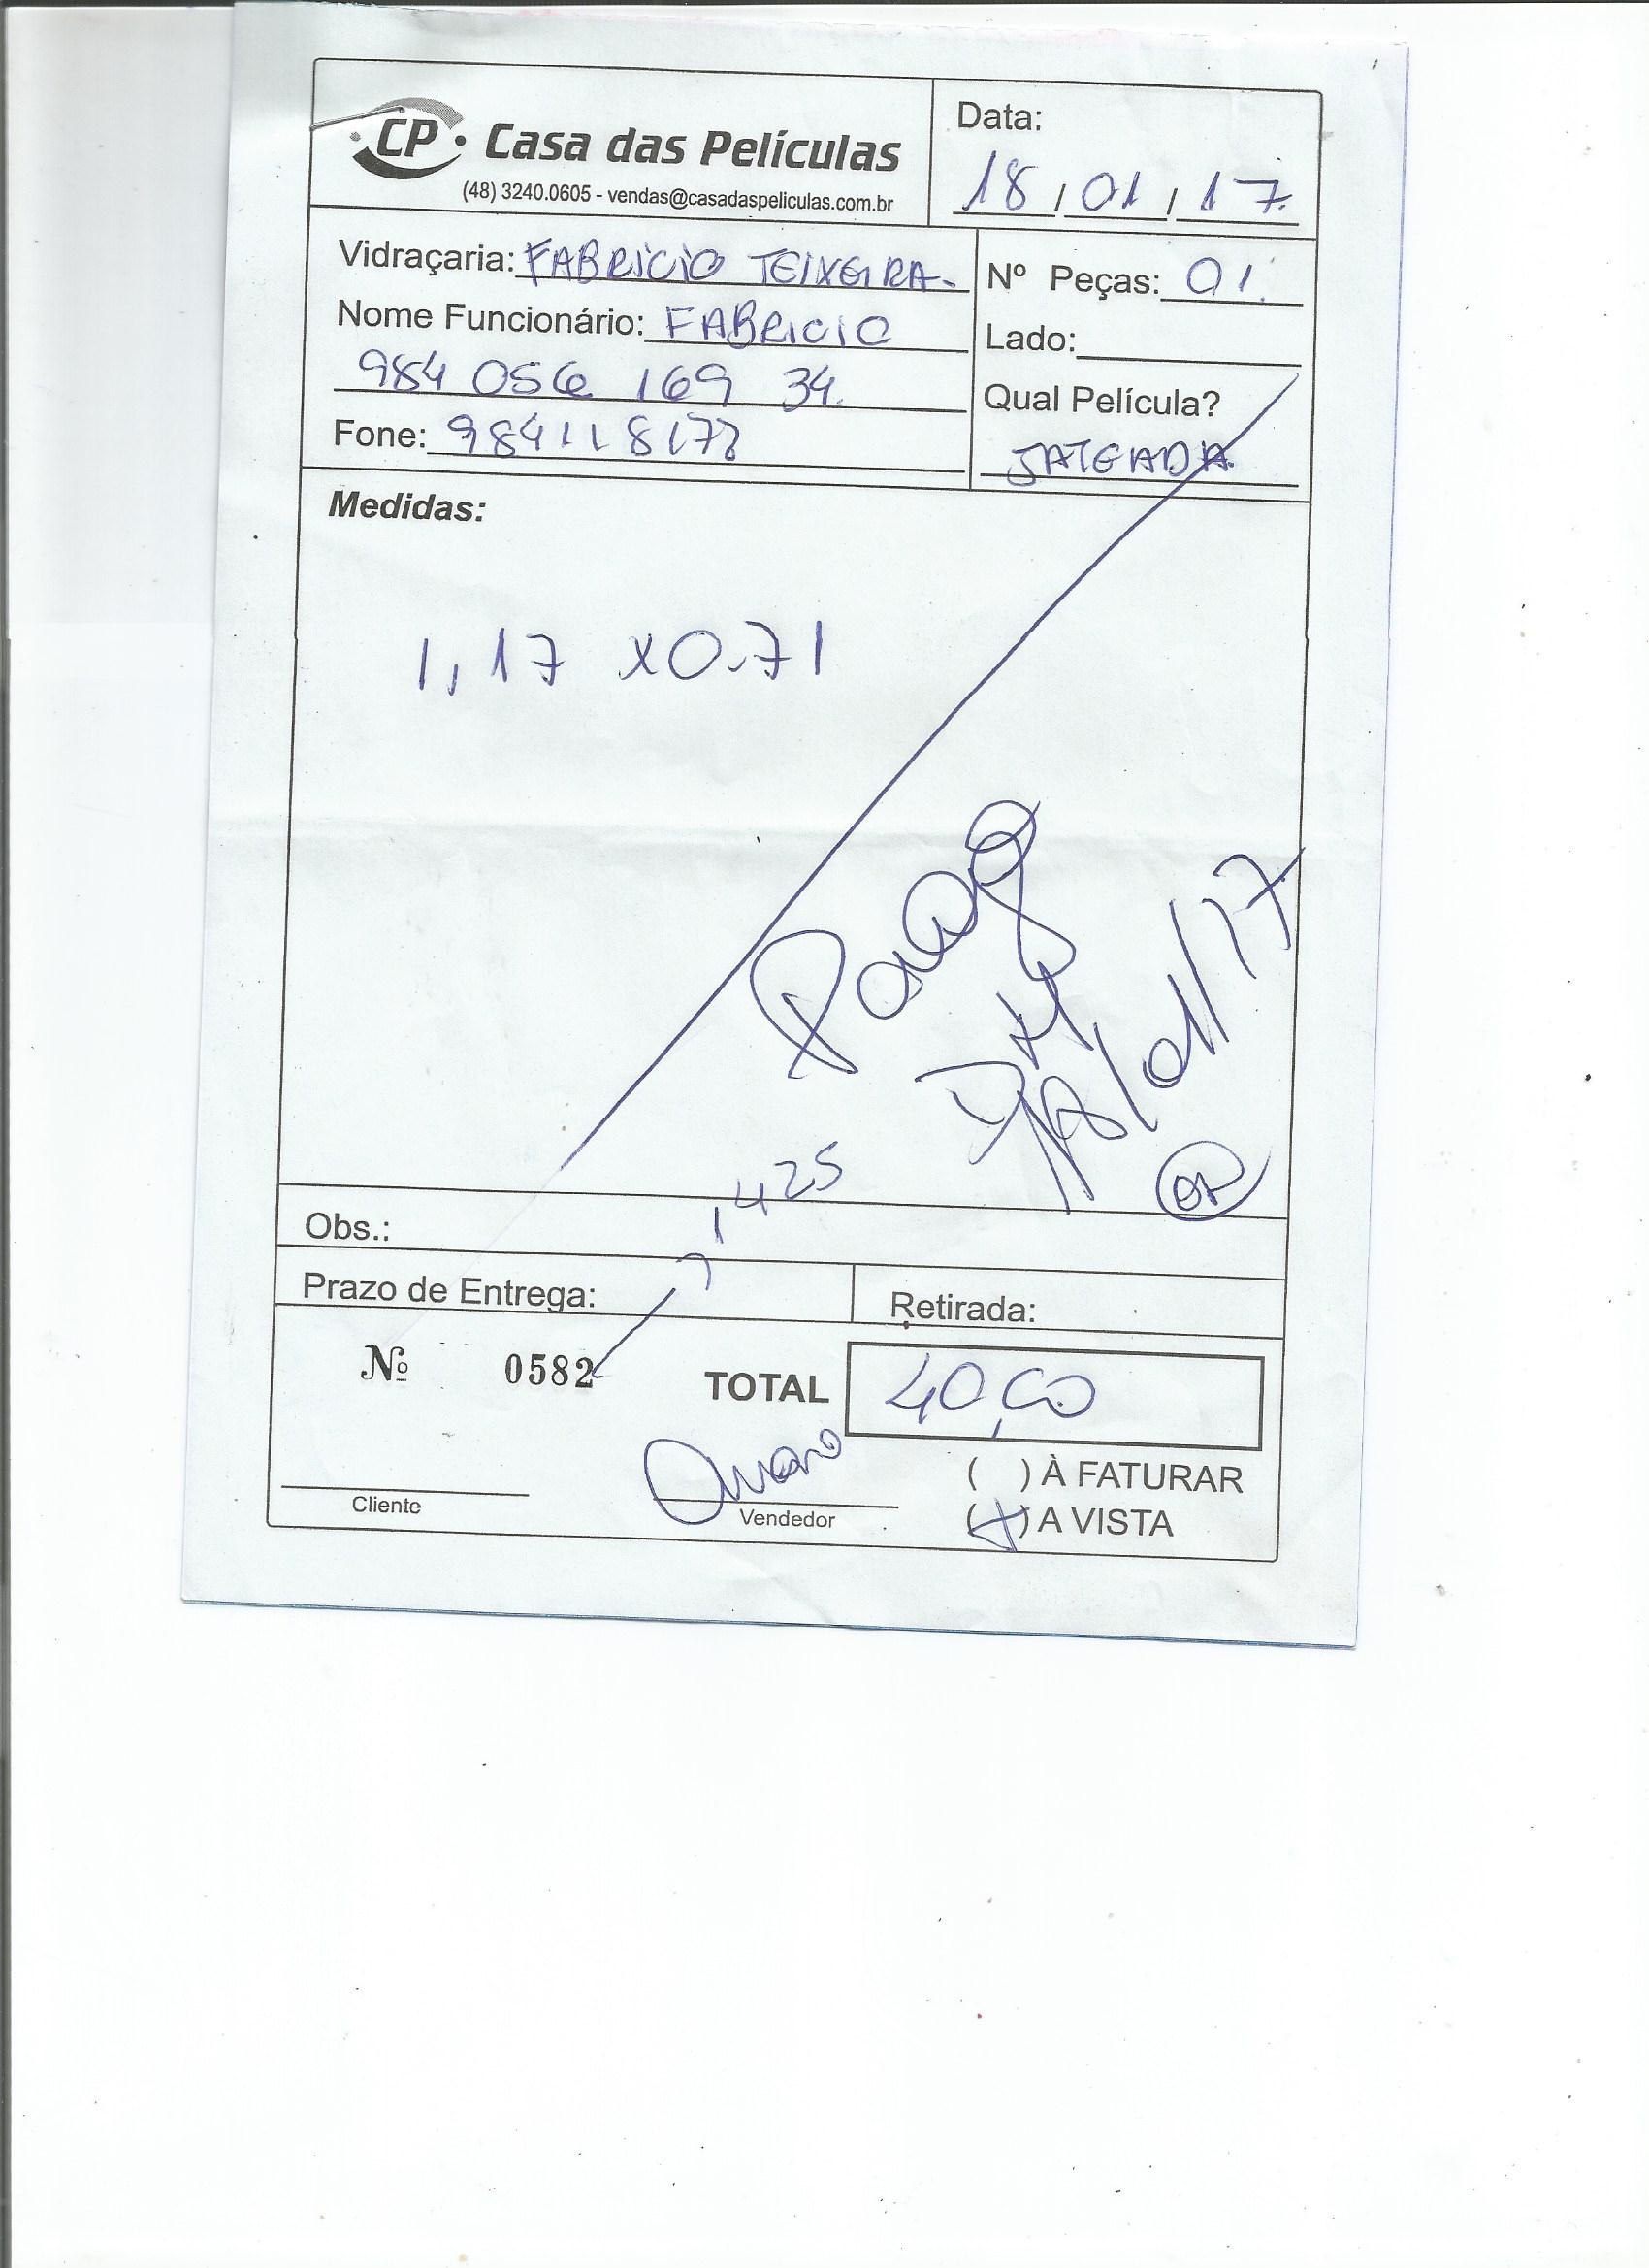 CP Casa das Películas
(48) 3240.0605 - vendas@casadaspeliculas.com.br
Data:
18/01/17
Vidraçaria: FABRICIO TEIXEIRA
Nome Funcionário: FABRICIO
984 056 169 34
Fone: 984118178
Nº Peças: 01
Lado:
Qual Película?
JATEADA
Medidas:
1,17 x 0.71
Pago
18/01/17
Obs.:
1425
Prazo de Entrega:
Retirada:
Nº 0582
TOTAL 40,00
( ) À FATURAR
(X) A VISTA
Cliente
Vendedor